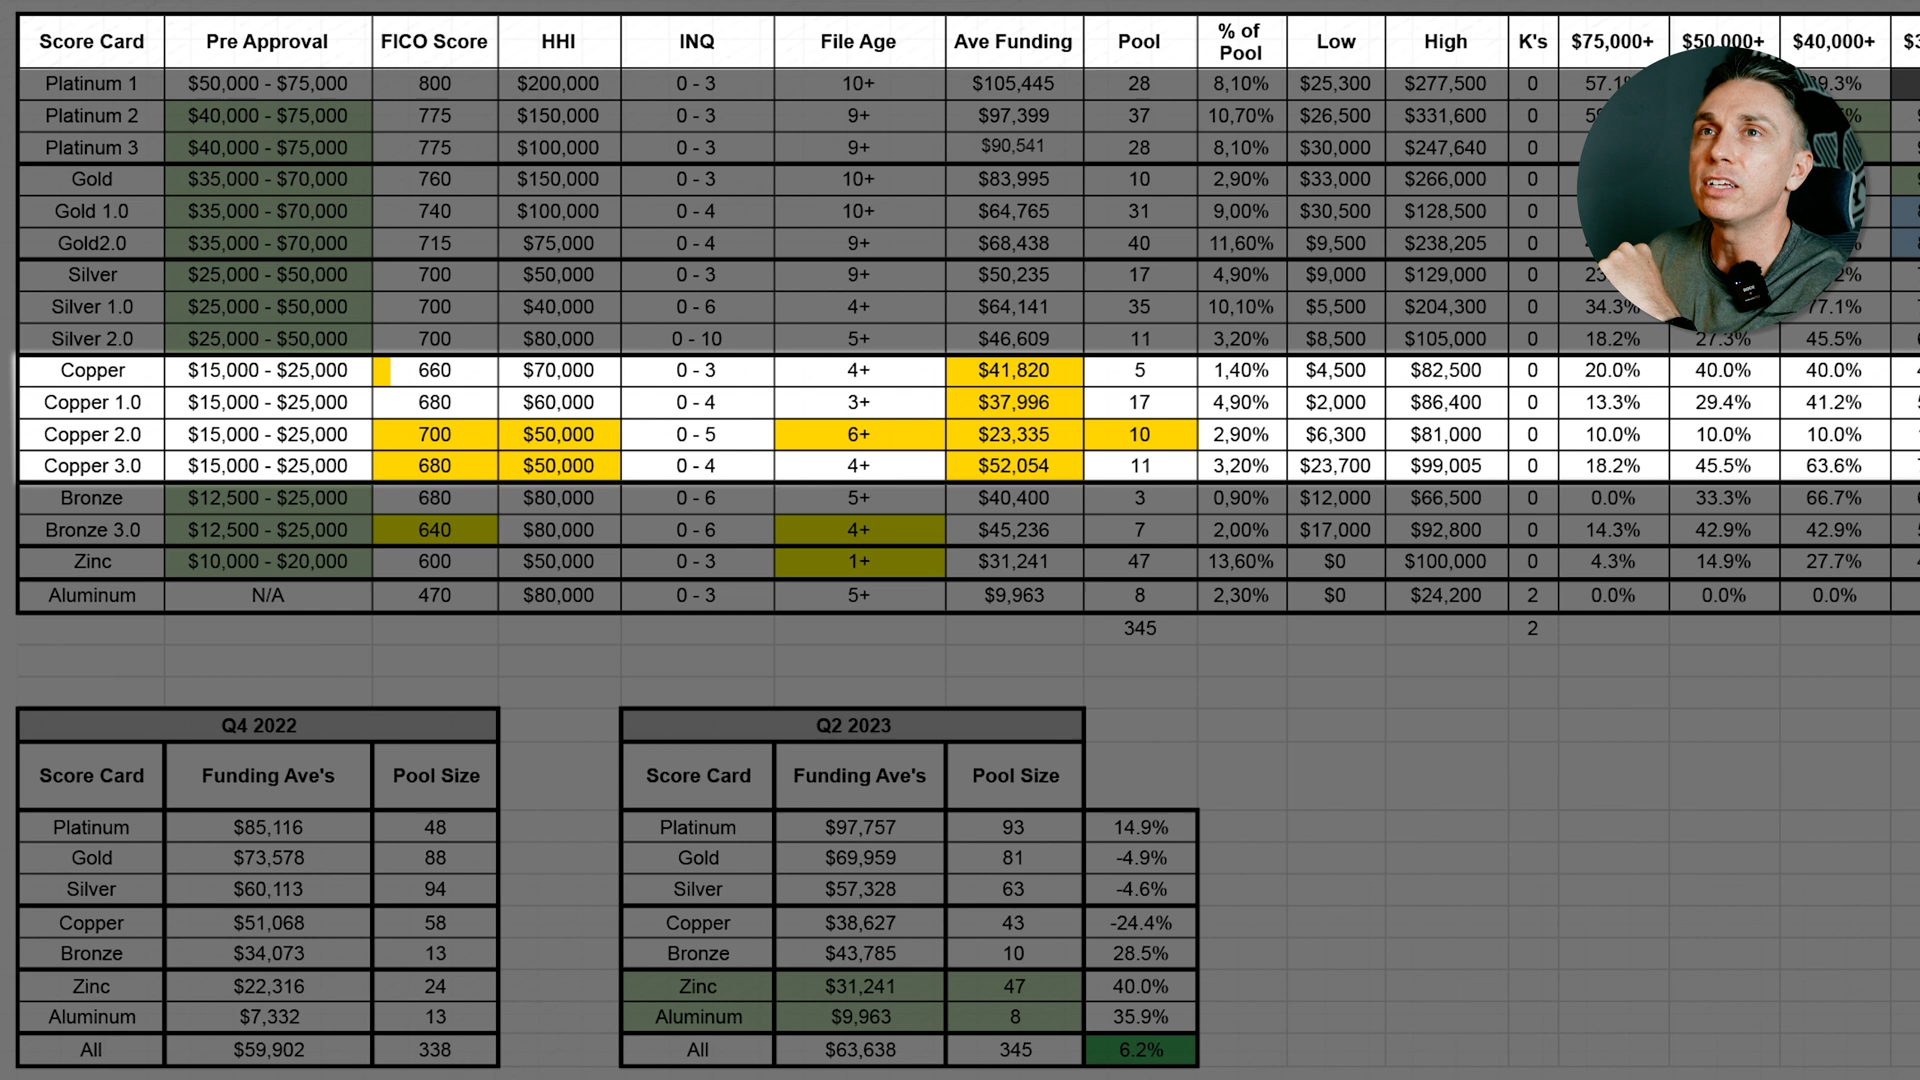 Score Card Pre Approval FICO Score HHI INQ File Age Ave Funding Pool % of Pool Low High K's $75,000+ $50,000+ $40,000+
Platinum 1 $50,000 - $75,000 800 $200,000 0 - 3 10+ $105,445 28 8,10% $25,300 $277,500 0
Platinum 2 $40,000 - $75,000 775 $150,000 0 - 3 9+ $97,399 37 10,70% $26,500 $331,600 0
Platinum 3 $40,000 - $75,000 775 $100,000 0 - 3 9+ $90,541 28 8,10% $30,000 $247,640 0
Gold $35,000 - $70,000 760 $150,000 0 - 3 10+ $83,995 10 2,90% $33,000 $266,000 0
Gold 1.0 $35,000 - $70,000 740 $100,000 0 - 4 10+ $64,765 31 9,00% $30,500 $128,500 0
Gold2.0 $35,000 - $70,000 715 $75,000 0 - 4 9+ $68,438 40 11,60% $9,500 $238,205 0
Silver $25,000 - $50,000 700 $50,000 0 - 3 9+ $50,235 17 4,90% $9,000 $129,000 0
Silver 1.0 $25,000 - $50,000 700 $40,000 0 - 6 4+ $64,141 35 10,10% $5,500 $204,300 0 34.3% 77.1%
Silver 2.0 $25,000 - $50,000 700 $80,000 0 - 10 5+ $46,609 11 3,20% $8,500 $105,000 0 18.2% 27.3% 45.5%
Copper $15,000 - $25,000 660 $70,000 0 - 3 4+ $41,820 5 1,40% $4,500 $82,500 0 20.0% 40.0% 40.0%
Copper 1.0 $15,000 - $25,000 680 $60,000 0 - 4 3+ $37,996 17 4,90% $2,000 $86,400 0 13.3% 29.4% 41.2%
Copper 2.0 $15,000 - $25,000 700 $50,000 0 - 5 6+ $23,335 10 2,90% $6,300 $81,000 0 10.0% 10.0% 10.0%
Copper 3.0 $15,000 - $25,000 680 $50,000 0 - 4 4+ $52,054 11 3,20% $23,700 $99,005 0 18.2% 45.5% 63.6%
Bronze $12,500 - $25,000 680 $80,000 0 - 6 5+ $40,400 3 0,90% $12,000 $66,500 0 0.0% 33.3% 66.7%
Bronze 3.0 $12,500 - $25,000 640 $80,000 0 - 6 4+ $45,236 7 2,00% $17,000 $92,800 0 14.3% 42.9% 42.9%
Zinc $10,000 - $20,000 600 $50,000 0 - 3 1+ $31,241 47 13,60% $0 $100,000 0 4.3% 14.9% 27.7%
Aluminum N/A 470 $80,000 0 - 3 5+ $9,963 8 2,30% $0 $24,200 2 0.0% 0.0% 0.0%
345 2
Q4 2022
Score Card Funding Ave's Pool Size
Platinum $85,116 48
Gold $73,578 88
Silver $60,113 94
Copper $51,068 58
Bronze $34,073 13
Zinc $22,316 24
Aluminum $7,332 13
All $59,902 338
Q2 2023
Score Card Funding Ave's Pool Size
Platinum $97,757 93 14.9%
Gold $69,959 81 -4.9%
Silver $57,328 63 -4.6%
Copper $38,627 43 -24.4%
Bronze $43,785 10 28.5%
Zinc $31,241 47 40.0%
Aluminum $9,963 8 35.9%
All $63,638 345 6.2%